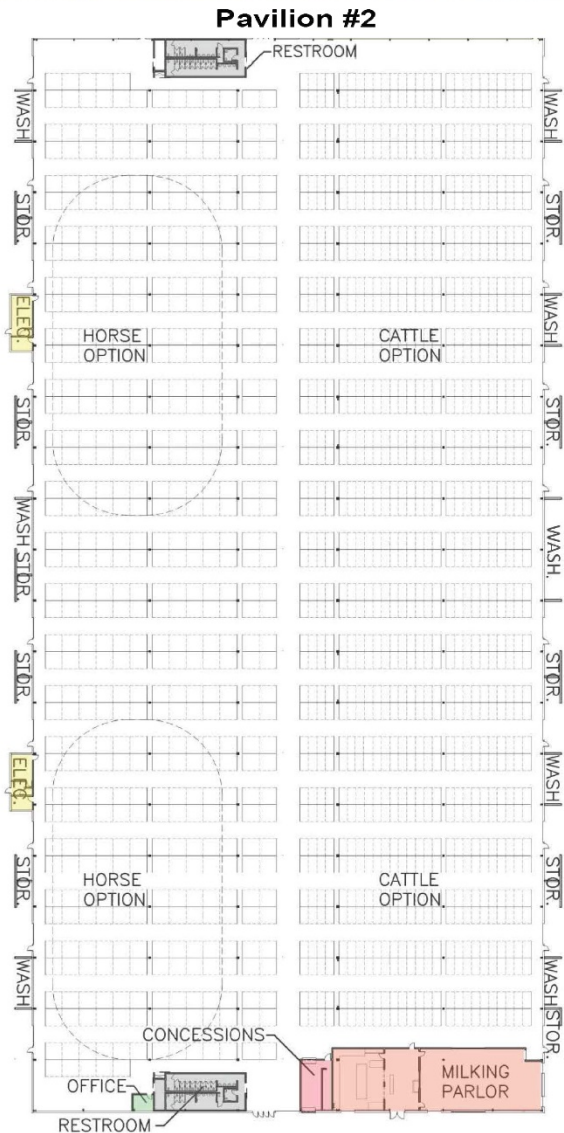 Pavilion #2
RESTROOM
WASH
WASH
STOR.
STOR.
ELEC.
WASH
HORSE
OPTION
CATTLE
OPTION
STOR.
STOR.
WASH
STOR.
WASH.
STOR.
STOR.
ELEC.
WASH
STOR.
STOR.
HORSE
OPTION
CATTLE
OPTION
WASH
WASH
STOR.
CONCESSIONS
MILKING
PARLOR
OFFICE
RESTROOM